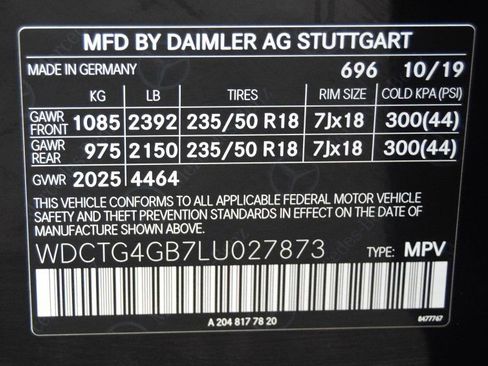 MFD BY DAIMLER AG STUTTGART
MADE IN GERMANY 696 10/19
KG LB TIRES RIM SIZE COLD KPA (PSI)
GAWR FRONT 1085 2392 235/50 R18 7Jx18 300(44)
GAWR REAR 975 2150 235/50 R18 7Jx18 300(44)
GVWR 2025 4464
THIS VEHICLE CONFORMS TO ALL APPLICABLE FEDERAL MOTOR VEHICLE
SAFETY AND BUMPER STANDARDS IN EFFECT ON THE DATE OF
MANUFACTURE SHOWN ABOVE.
WDCTG4GB7LU027873 TYPE: MPV
A 204 817 78 20
8477767